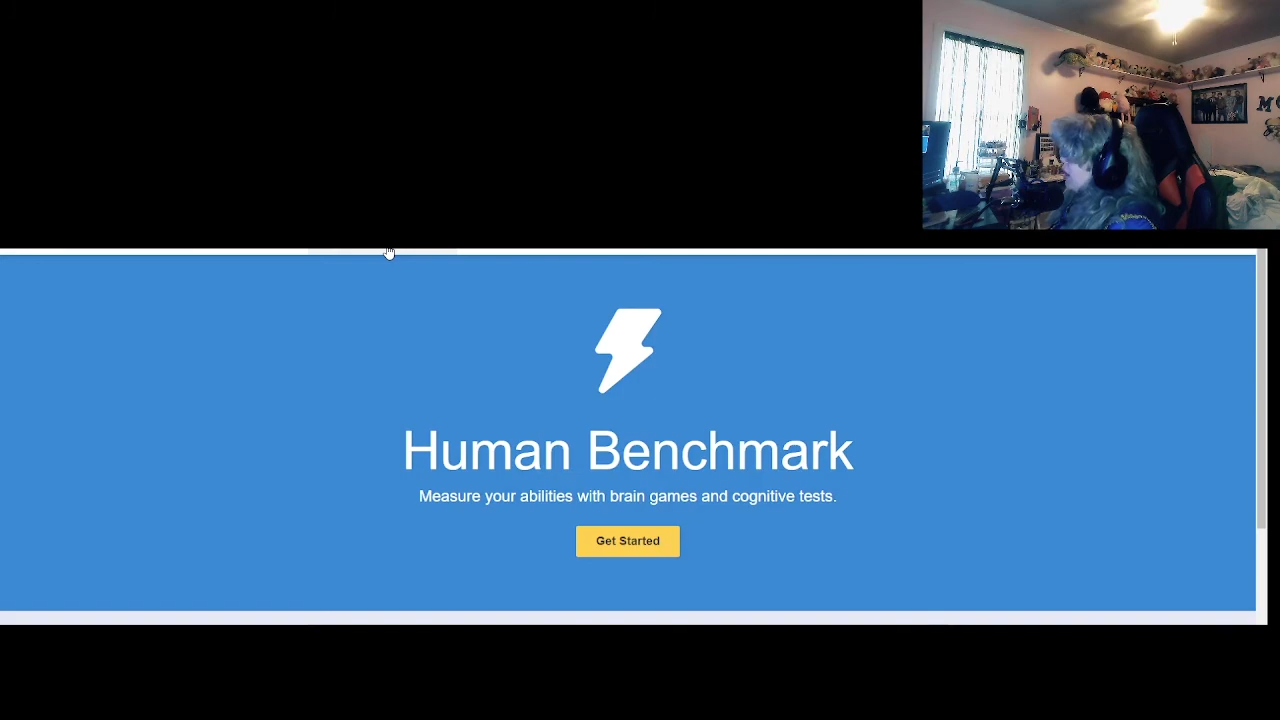 Human Benchmark
Measure your abilities with brain games and cognitive tests.
Get Started